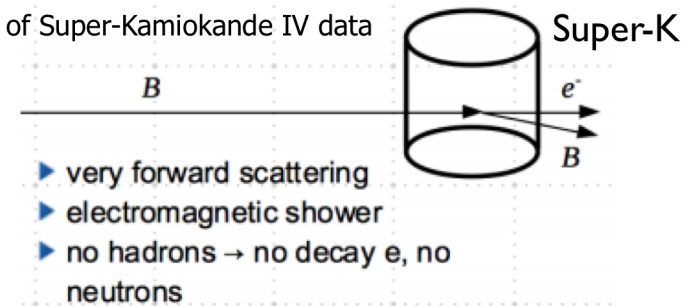 of Super-Kamiokande IV data
Super-K
B
e⁻
B
▶ very forward scattering
▶ electromagnetic shower
▶ no hadrons → no decay e, no
neutrons